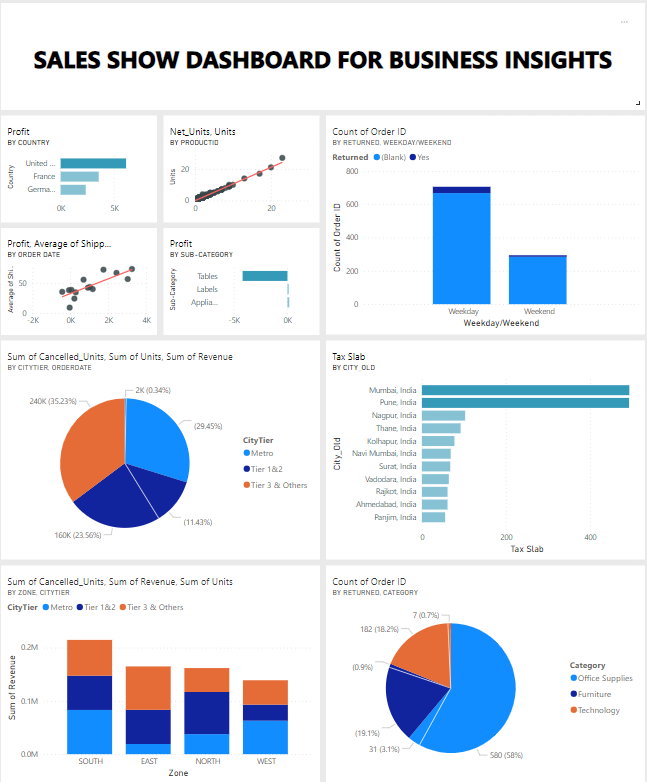 SALES SHOW DASHBOARD FOR BUSINESS INSIGHTS
Profit
BY COUNTRY
Country
United ...
France
Germa...
0K 5K
Net_Units, Units
BY PRODUCTID
Units
20
0
0 20
Count of Order ID
BY RETURNED, WEEKDAY/WEEKEND
Returned (Blank) Yes
Count of Order ID
800
600
400
200
0
Weekday Weekend
Weekday/Weekend
Profit, Average of Shipp...
BY ORDER DATE
Average of Shi...
50
0
-2K 0K 2K 4K
Profit
BY SUB-CATEGORY
Sub-Category
Tables
Labels
Applia...
-5K 0K
Sum of Cancelled_Units, Sum of Units, Sum of Revenue
BY CITYTIER, ORDERDATE
2K (0.34%)
240K (35.23%)
(29.45%)
(11.43%)
160K (23.56%)
CityTier
Metro
Tier 1&2
Tier 3 & Others
Tax Slab
BY CITY_OLD
City_Old
Mumbai, India
Pune, India
Nagpur, India
Thane, India
Kolhapur, India
Navi Mumbai, India
Surat, India
Vadodara, India
Rajkot, India
Ahmedabad, India
Panjim, India
0 200 400
Tax Slab
Sum of Cancelled_Units, Sum of Revenue, Sum of Units
BY ZONE, CITYTIER
CityTier Metro Tier 1&2 Tier 3 & Others
Sum of Revenue
0.2M
0.1M
0.0M
SOUTH EAST NORTH WEST
Zone
Count of Order ID
BY RETURNED, CATEGORY
7 (0.7%)
182 (18.2%)
(0.9%)
(19.1%)
31 (3.1%)
580 (58%)
Category
Office Supplies
Furniture
Technology